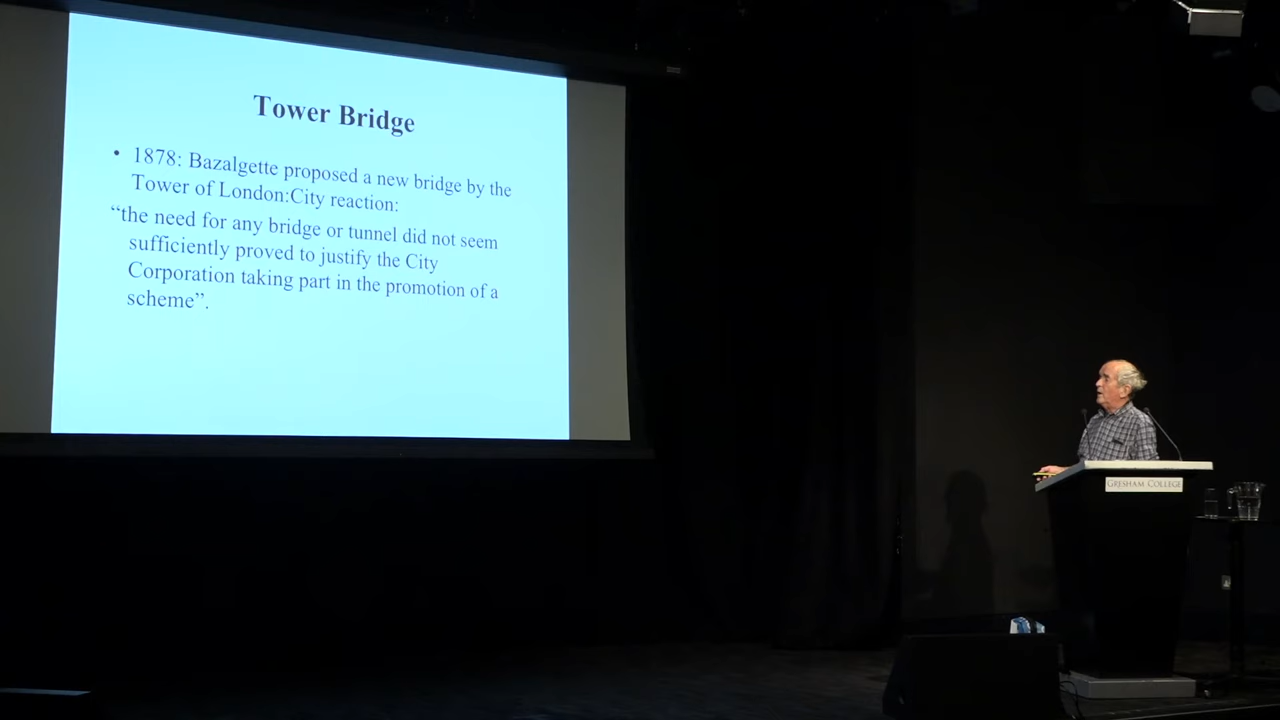 Tower Bridge
• 1878: Bazalgette proposed a new bridge by the
Tower of London:City reaction:
“the need for any bridge or tunnel did not seem
sufficiently proved to justify the City
Corporation taking part in the promotion of a
scheme”.
GRESHAM COLLEGE